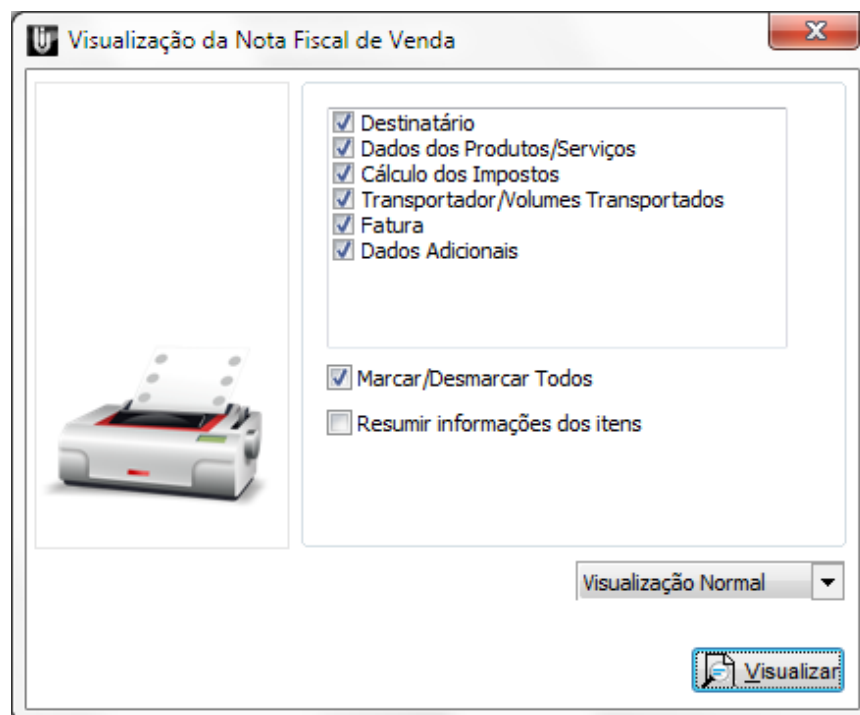 Visualização da Nota Fiscal de Venda
Destinatário
Dados dos Produtos/Serviços
Cálculo dos Impostos
Transportador/Volumes Transportados
Fatura
Dados Adicionais
Marcar/Desmarcar Todos
Resumir informações dos itens
Visualização Normal
Visualizar